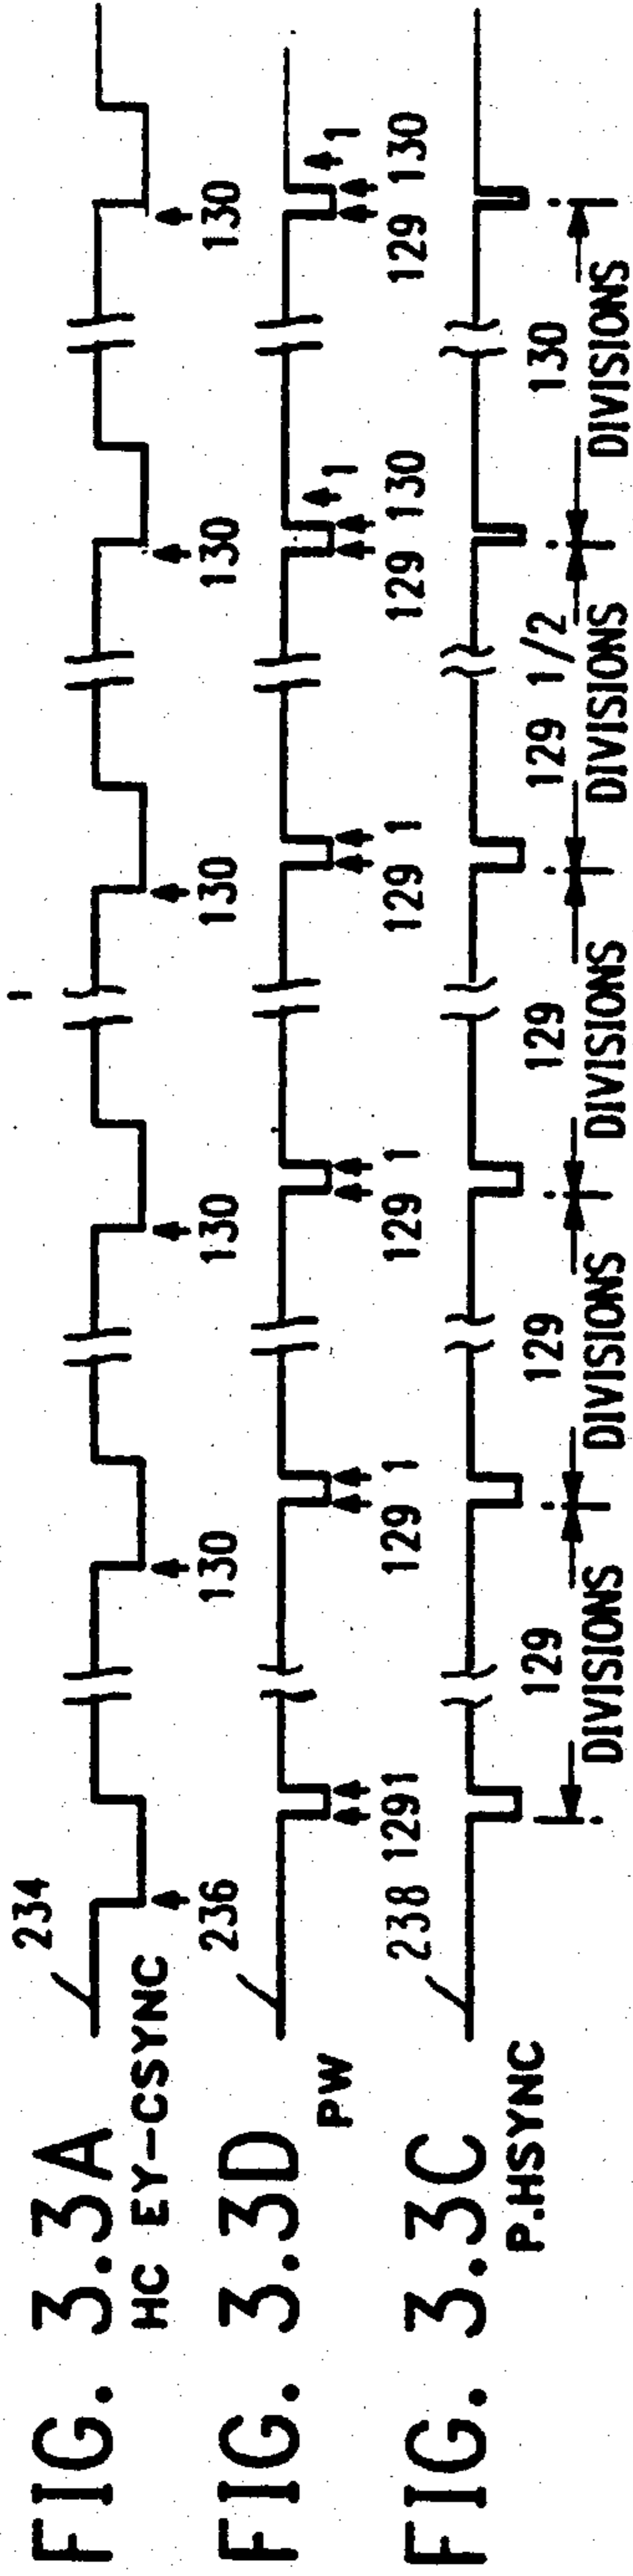 FIG. 3.3A
HC EY-CSYNC
234
130 130 130 130 130
FIG. 3.3D
PW
236
1291 129 1 129 1 129 1 129 130 1 129 130 1
FIG. 3.3C
P.HSYNC
238
129 129 129 129 1/2 130
DIVISIONS DIVISIONS DIVISIONS DIVISIONS DIVISIONS